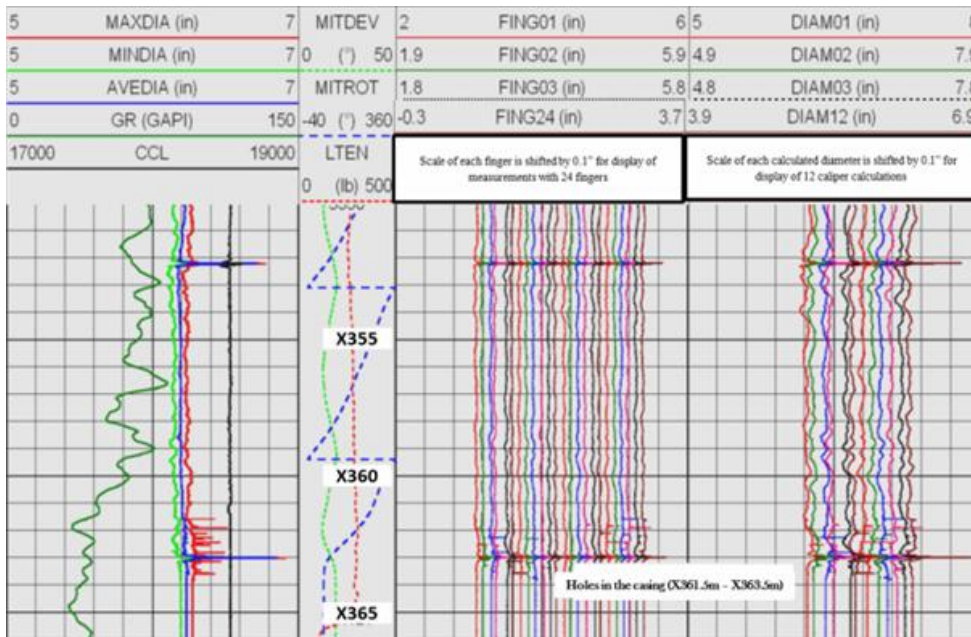 5 MAXDIA (in) 7 MITDEV 2 FING01 (in) 6 5 DIAM01 (in)
5 MINDIA (in) 7 0 (°) 50 1.9 FING02 (in) 5.9 4.9 DIAM02 (in)
5 AVEDIA (in) 7 MITROT 1.8 FING03 (in) 5.8 4.8 DIAM03 (in)
0 GR (GAPI) 150 -40 (°) 360 -0.3 FING24 (in) 3.7 3.9 DIAM12 (in) 6.9
17000 CCL 19000 LTEN
0 (lb) 500
Scale of each finger is shifted by 0.1" for display of
measurements with 24 fingers
Scale of each calculated diameter is shifted by 0.1" for
display of 12 caliper calculations
X355
X360
Holes in the casing (X361.5m – X363.5m)
X365